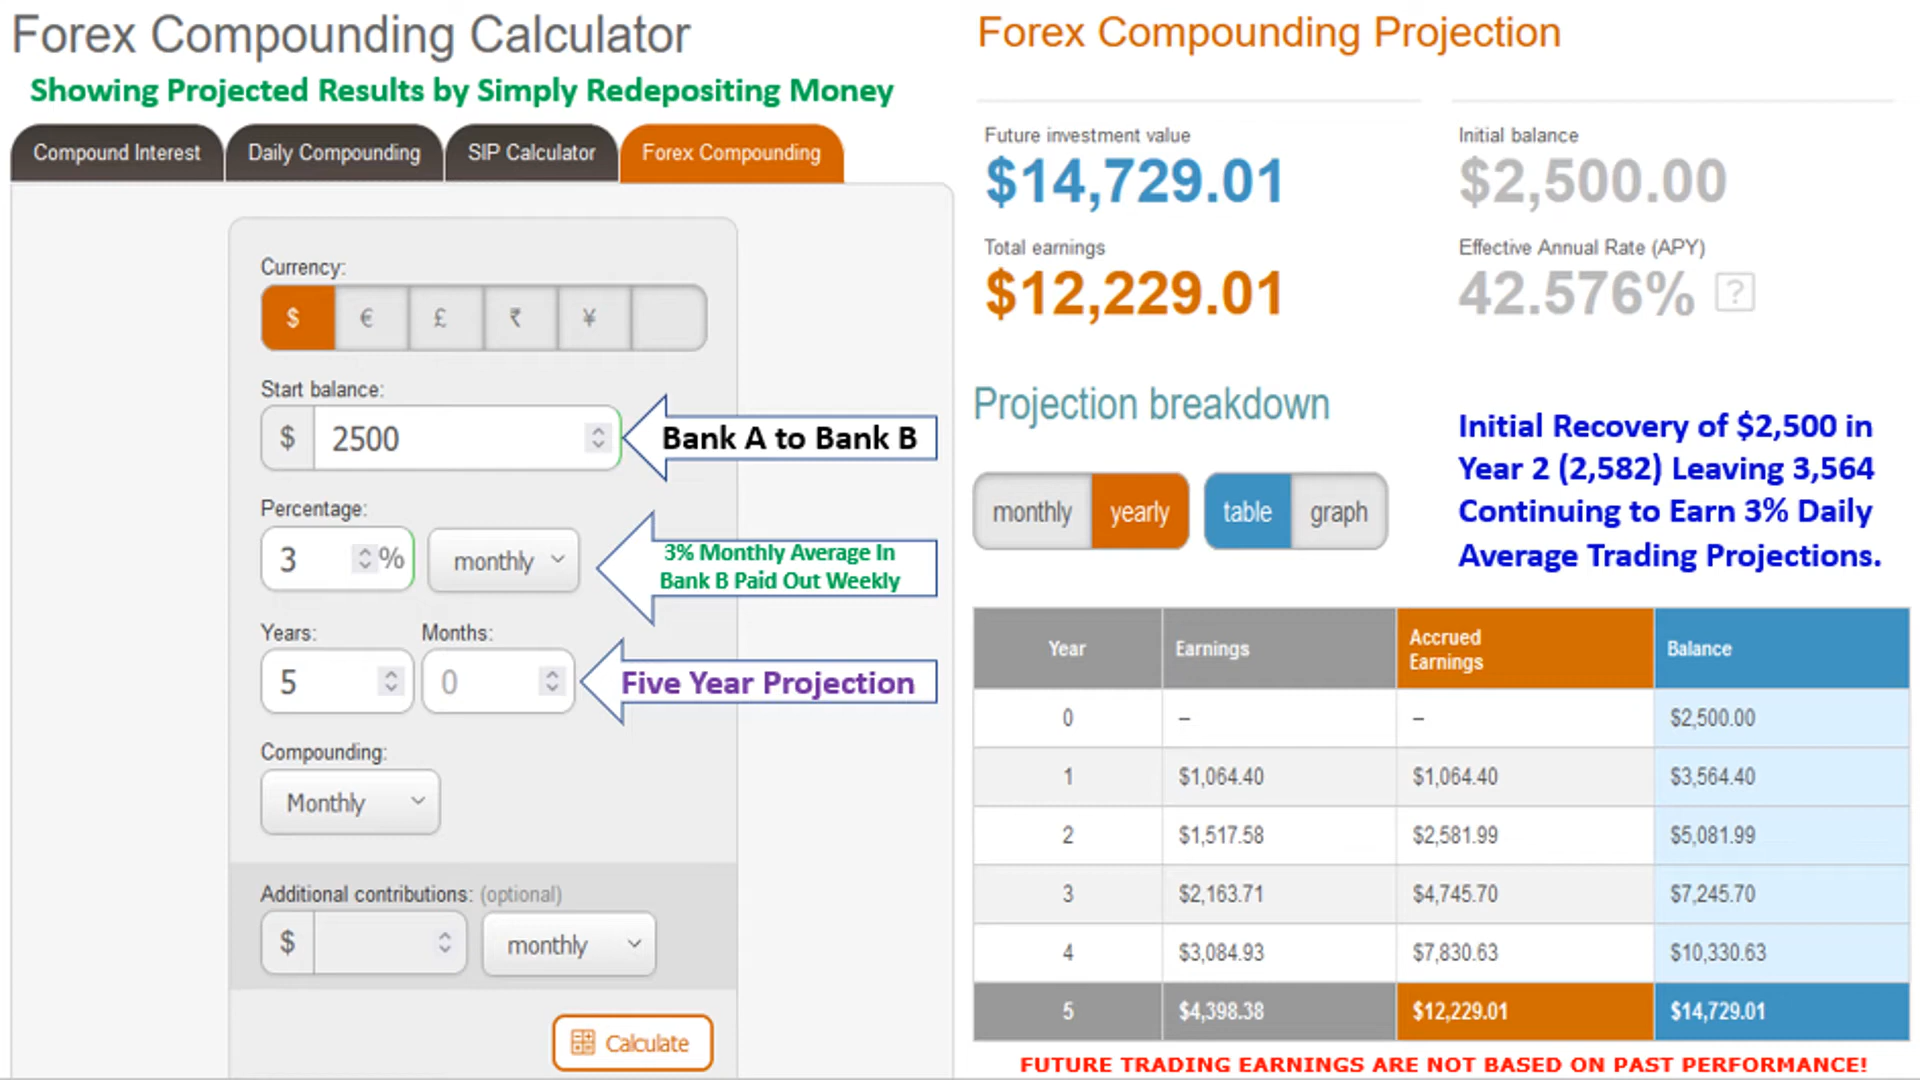 Forex Compounding Calculator
Showing Projected Results by Simply Redepositing Money
Compound Interest
Daily Compounding
SIP Calculator
Forex Compounding
Currency:
$
€
£
₹
¥
Start balance:
$ 2500
Bank A to Bank B
Percentage:
3 %
monthly
3% Monthly Average In
Bank B Paid Out Weekly
Years: Months:
5
0
Five Year Projection
Compounding:
Monthly
Additional contributions: (optional)
$
monthly
Calculate
Forex Compounding Projection
Future investment value
$14,729.01
Initial balance
$2,500.00
Total earnings
$12,229.01
Effective Annual Rate (APY)
42.576% ?
Projection breakdown
monthly yearly
table graph
Initial Recovery of $2,500 in
Year 2 (2,582) Leaving 3,564
Continuing to Earn 3% Daily
Average Trading Projections.
Year Earnings Accrued Earnings Balance
0 – – $2,500.00
1 $1,064.40 $1,064.40 $3,564.40
2 $1,517.58 $2,581.99 $5,081.99
3 $2,163.71 $4,745.70 $7,245.70
4 $3,084.93 $7,830.63 $10,330.63
5 $4,398.38 $12,229.01 $14,729.01
FUTURE TRADING EARNINGS ARE NOT BASED ON PAST PERFORMANCE!